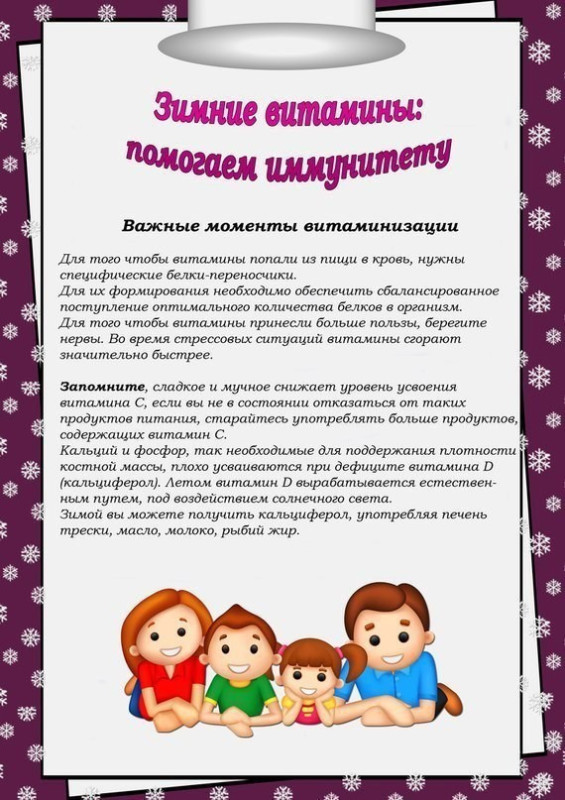 Зимние витамины:
помогаем иммунитету
Важные моменты витаминизации
Для того чтобы витамины попали из пищи в кровь, нужны
специфические белки-переносчики.
Для их формирования необходимо обеспечить сбалансированное
поступление оптимального количества белков в организм.
Для того чтобы витамины принесли больше пользы, берегите
нервы. Во время стрессовых ситуаций витамины сгорают
значительно быстрее.
Запомните, сладкое и мучное снижает уровень усвоения
витамина С, если вы не в состоянии отказаться от таких
продуктов питания, старайтесь употреблять больше продуктов,
содержащих витамин С.
Кальций и фосфор, так необходимые для поддержания плотности
костной массы, плохо усваиваются при дефиците витамина D
(кальциферол). Летом витамин D вырабатывается естествен-
ным путем, под воздействием солнечного света.
Зимой вы можете получить кальциферол, употребляя печень
трески, масло, молоко, рыбий жир.